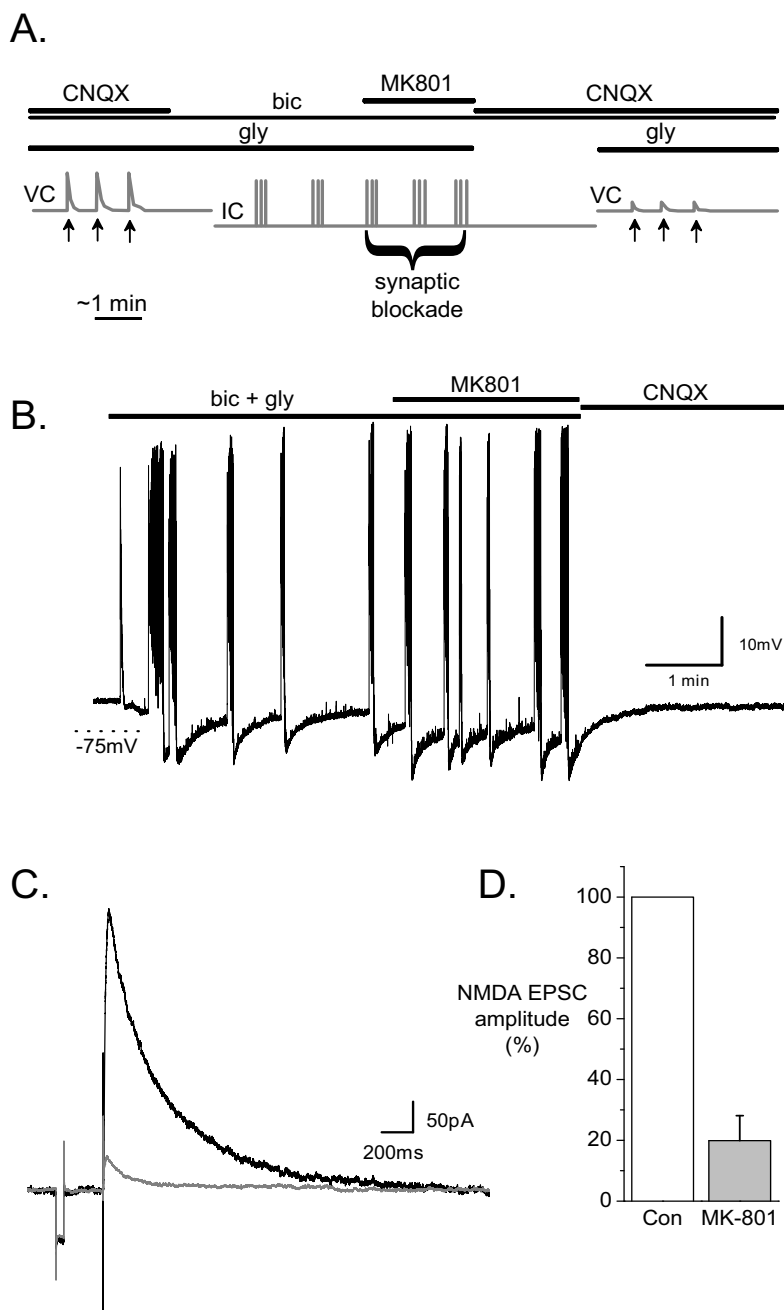 A.
MK801
CNQX
bic
CNQX
gly
gly
VC
IC
VC
synaptic
blockade
~1 min
B.
bic + gly
MK801
CNQX
10mV
1 min
-75mV
C.
50pA
200ms
D.
NMDA EPSC
amplitude
(%)
100
80
60
40
20
0
Con
MK-801